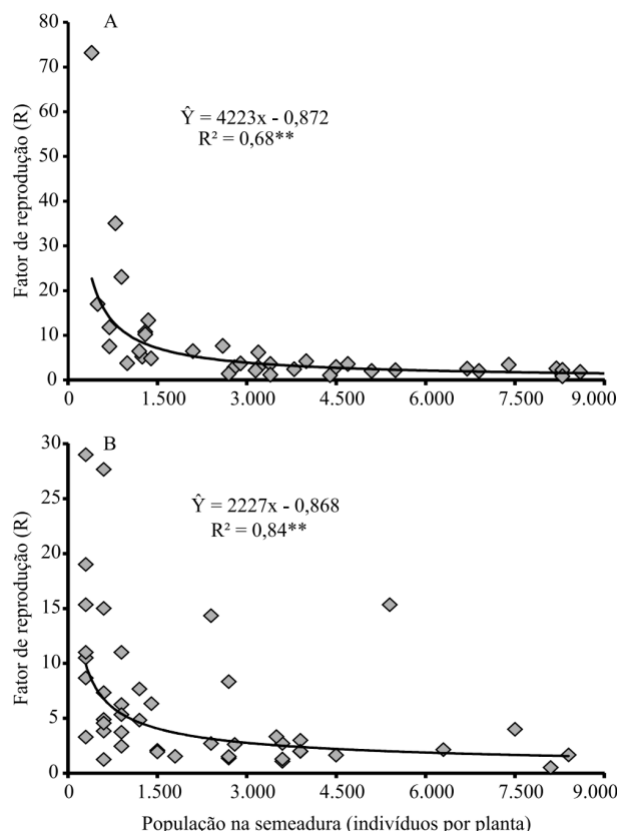 A
80
70
60
50
40
30
20
10
0
Fator de reprodução (R)
Ŷ = 4223x - 0,872
R² = 0,68**
0 1.500 3.000 4.500 6.000 7.500 9.000
B
30
25
20
15
10
5
0
Fator de reprodução (R)
Ŷ = 2227x - 0,868
R² = 0,84**
0 1.500 3.000 4.500 6.000 7.500 9.000
População na semeadura (indivíduos por planta)